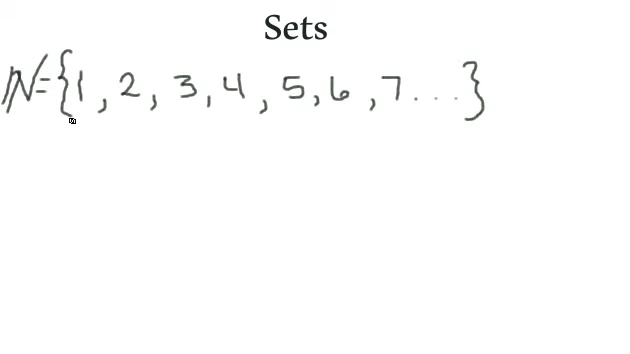 Sets
ℕ={1, 2, 3, 4, 5, 6, 7...}